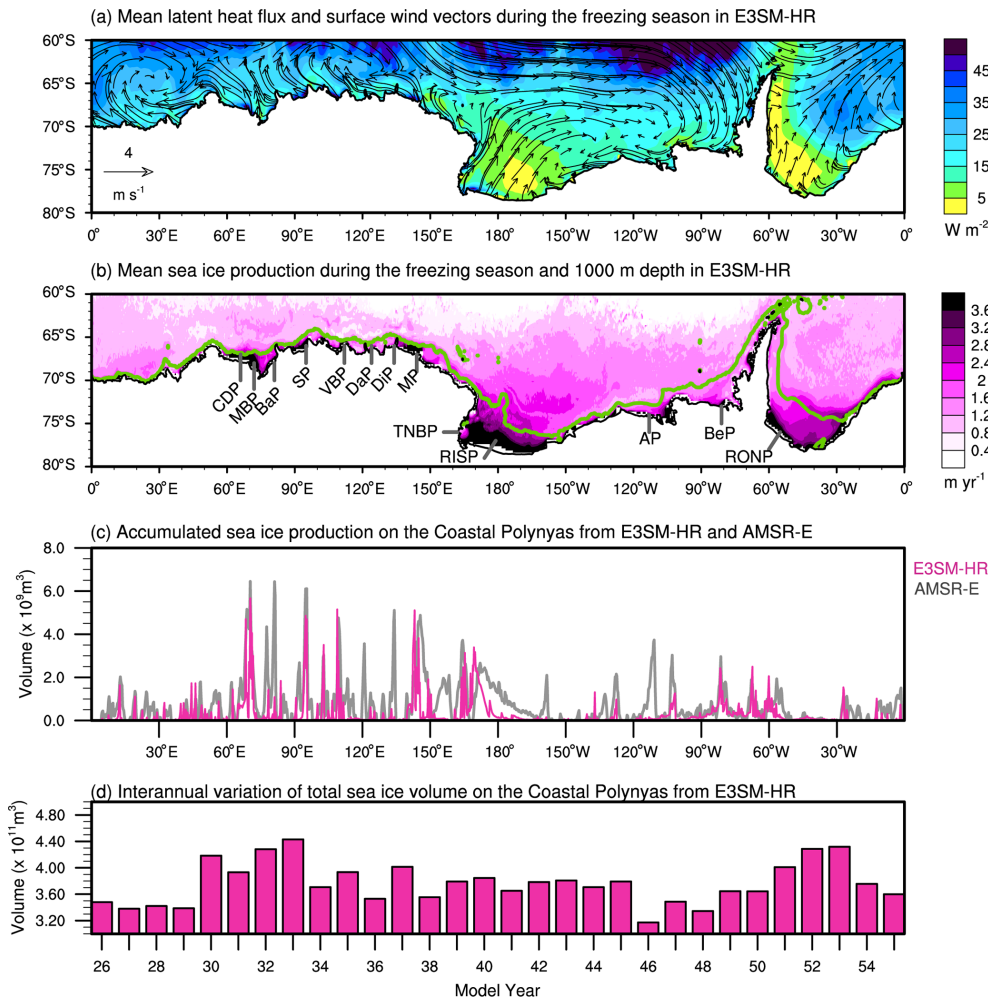 (a) Mean latent heat flux and surface wind vectors during the freezing season in E3SM-HR
60°S
65°S
70°S
75°S
80°S
4
m s⁻¹
0° 30°E 60°E 90°E 120°E 150°E 180° 150°W 120°W 90°W 60°W 30°W 0°
45
35
25
15
5
W m⁻²
(b) Mean sea ice production during the freezing season and 1000 m depth in E3SM-HR
60°S
65°S
70°S
75°S
80°S
CDP
MBP
BaP
SP
VBP
DaP
DiP
MP
TNBP
RISP
AP
BeP
RONP
0° 30°E 60°E 90°E 120°E 150°E 180° 150°W 120°W 90°W 60°W 30°W 0°
3.6
3.2
2.8
2.4
2
1.6
1.2
0.8
0.4
m yr⁻¹
(c) Accumulated sea ice production on the Coastal Polynyas from E3SM-HR and AMSR-E
Volume (x 10⁹m³)
8.0
6.0
4.0
2.0
0.0
E3SM-HR
AMSR-E
30°E 60°E 90°E 120°E 150°E 180° 150°W 120°W 90°W 60°W 30°W
(d) Interannual variation of total sea ice volume on the Coastal Polynyas from E3SM-HR
Volume (x 10¹¹m³)
4.80
4.40
4.00
3.60
3.20
26 28 30 32 34 36 38 40 42 44 46 48 50 52 54
Model Year